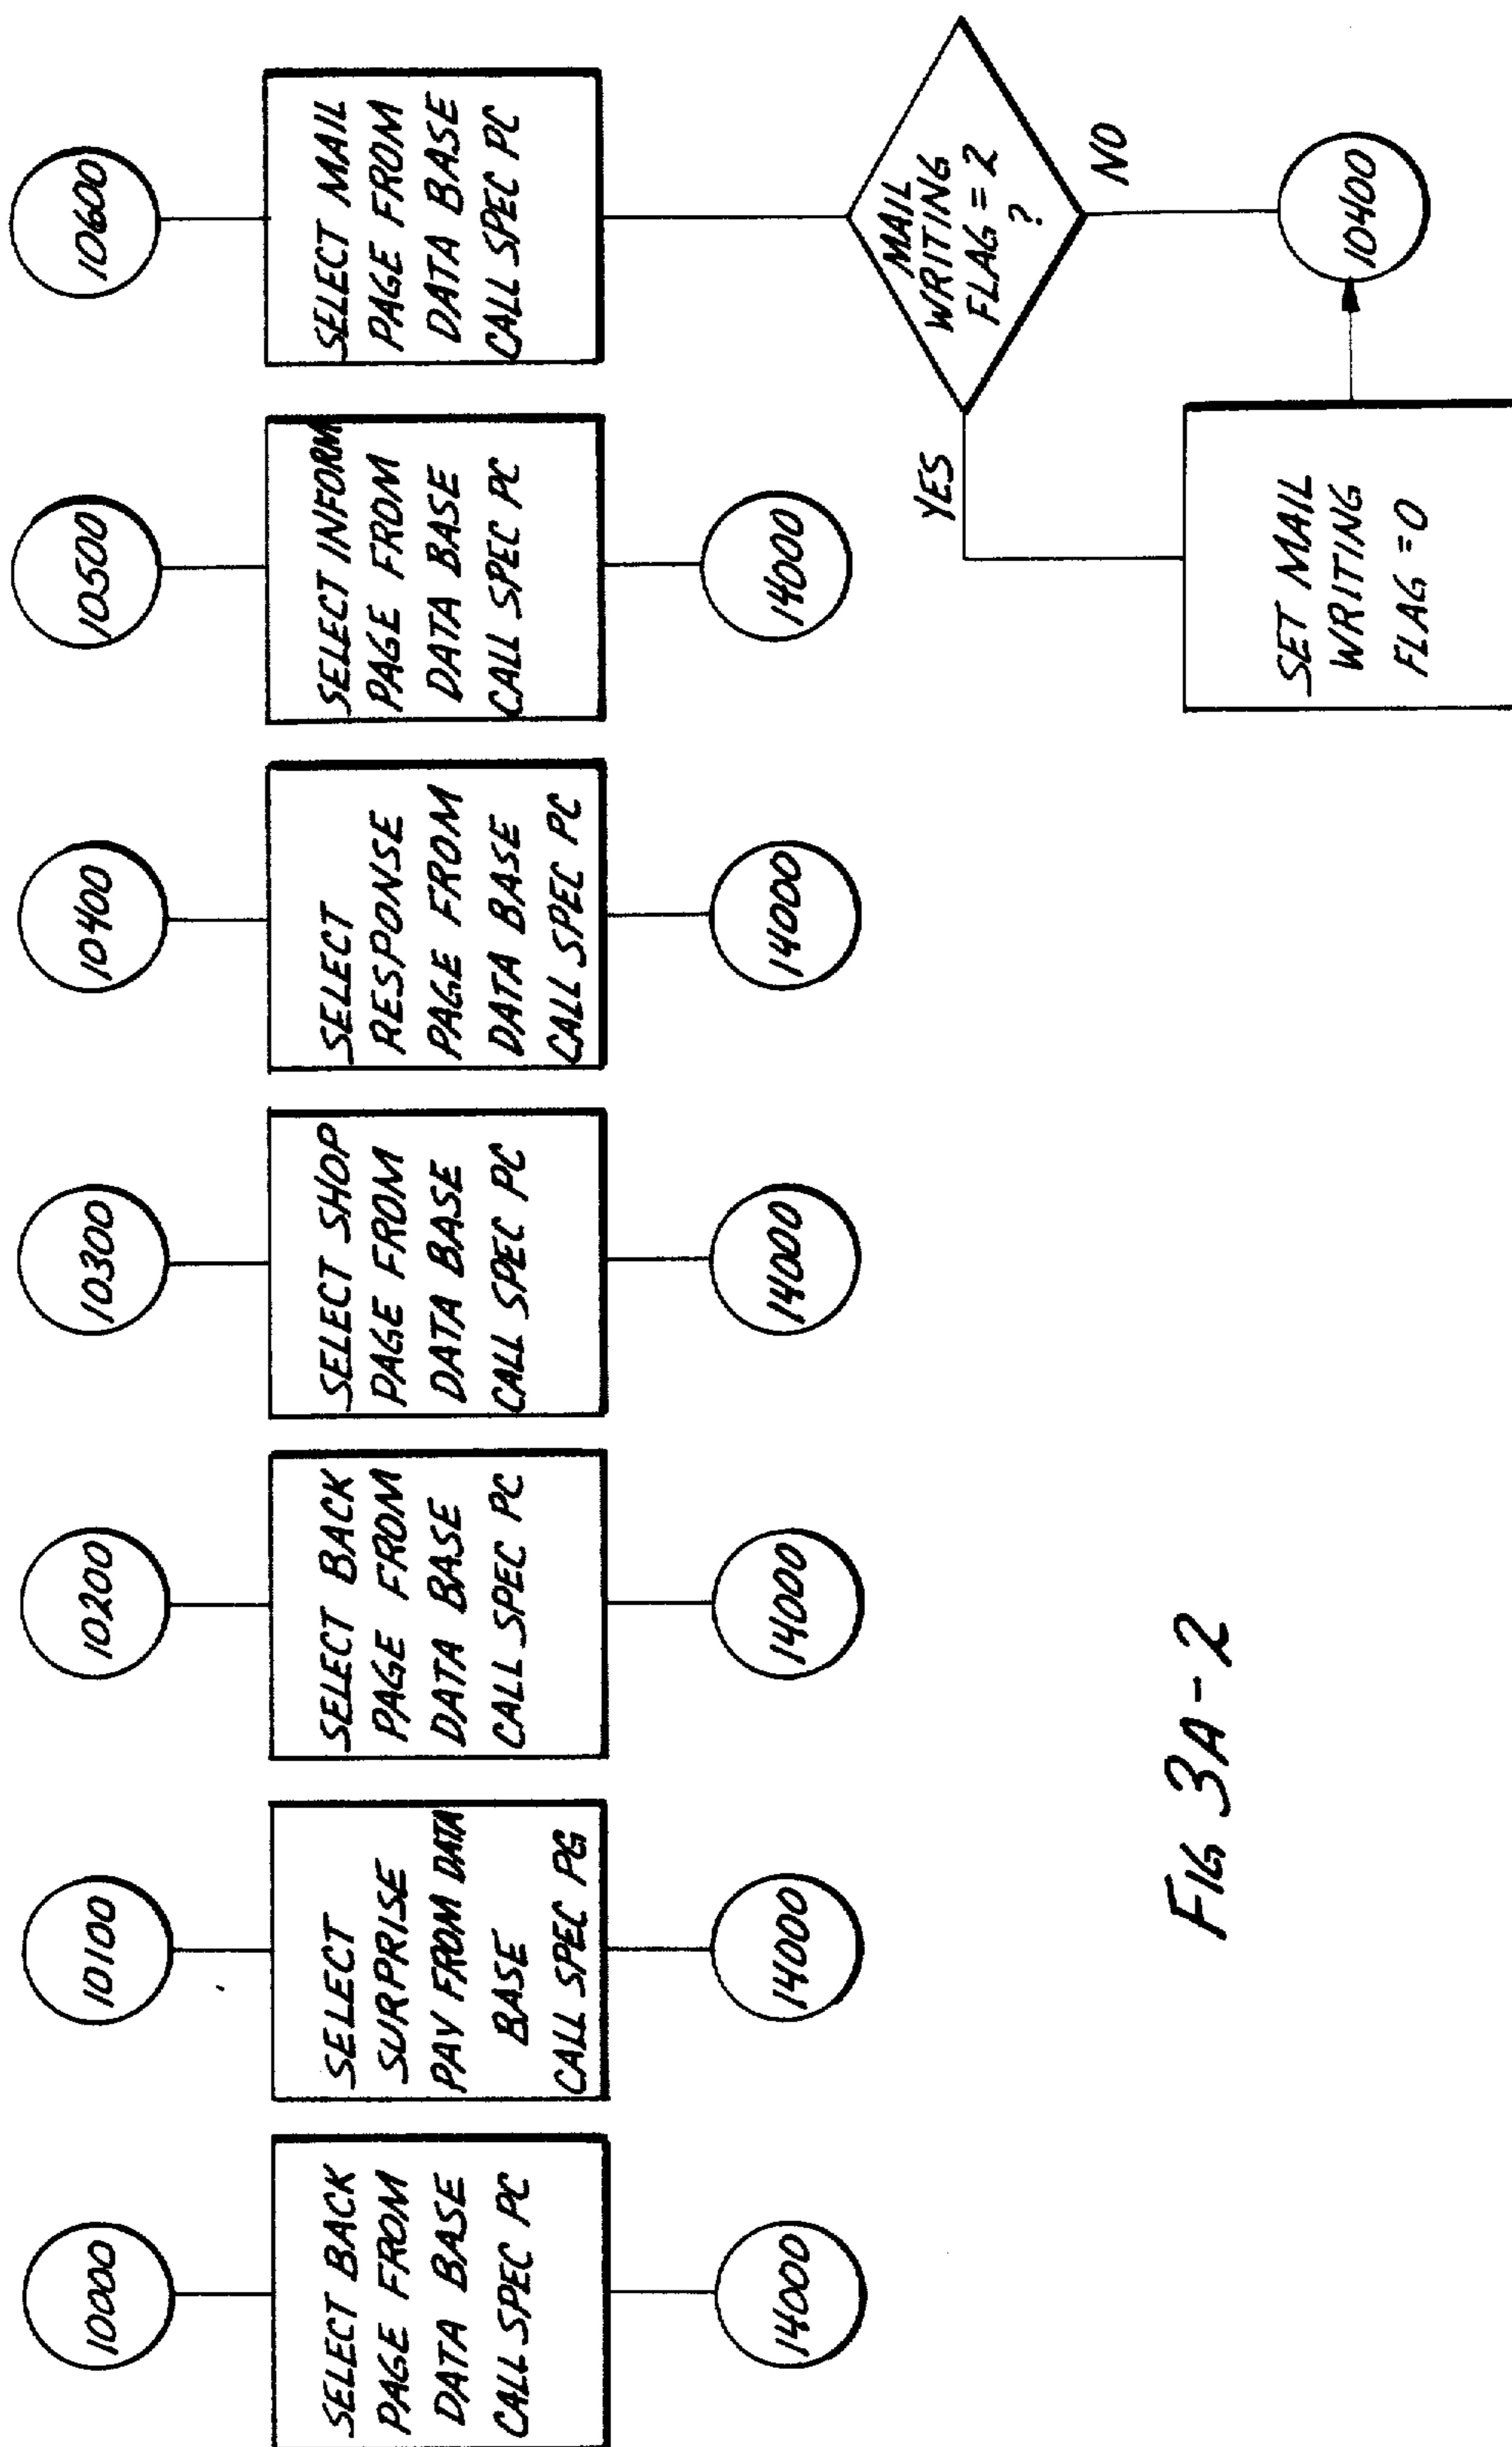 10000
SELECT BACK
PAGE FROM
DATA BASE
CALL SPEC PC
14000
10100
SELECT
SURPRISE
PAY FROM DATA
BASE
CALL SPEC PG
14000
10200
SELECT BACK
PAGE FROM
DATA BASE
CALL SPEC PC
14000
10300
SELECT SHOP
PAGE FROM
DATA BASE
CALL SPEC PC
14000
10400
SELECT
RESPONSE
PAGE FROM
DATA BASE
CALL SPEC PC
14000
10500
SELECT INFORM
PAGE FROM
DATA BASE
CALL SPEC PC
14000
10600
SELECT MAIL
PAGE FROM
DATA BASE
CALL SPEC PC
MAIL
WRITING
FLAG = 2
?
YES
NO
SET MAIL
WRITING
FLAG = 0
10400
FIG 3A-2